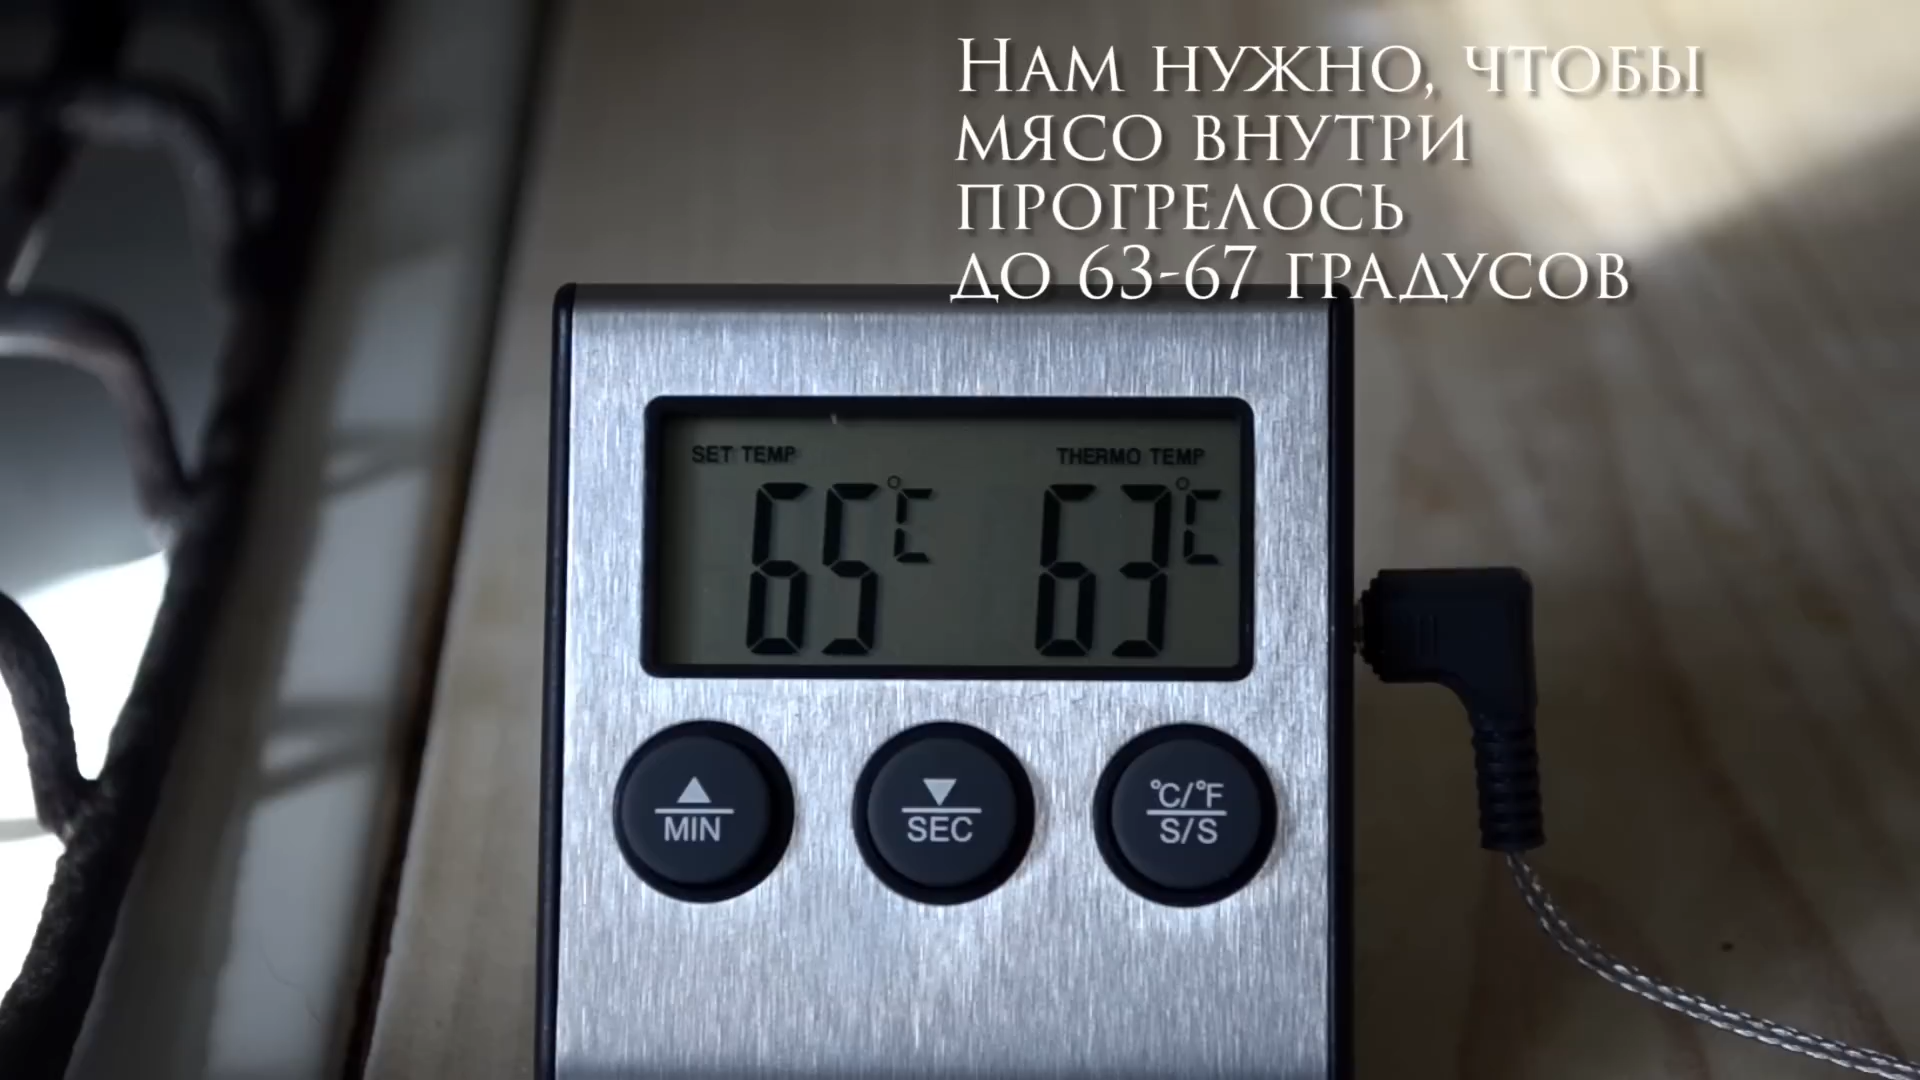 Нам нужно, чтобы
мясо внутри
прогрелось
до 63-67 градусов
SET TEMP THERMO TEMP
65°C 63°C
MIN SEC °C/°F
S/S